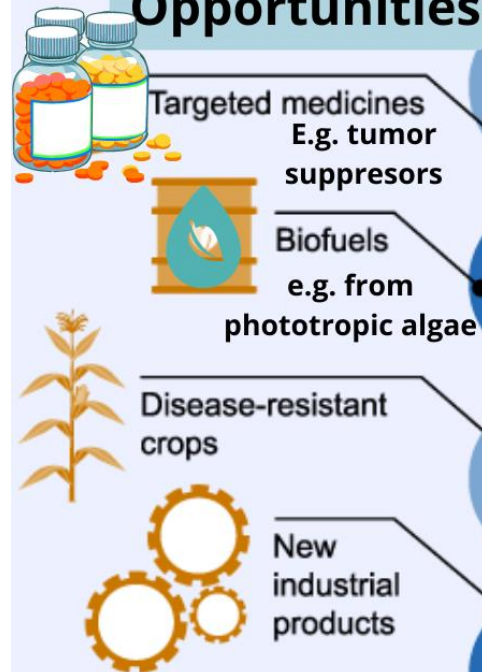 Opportunities
Targeted medicines
E.g. tumor
suppresors
Biofuels
e.g. from
phototropic algae
Disease-resistant
crops
New
industrial
products